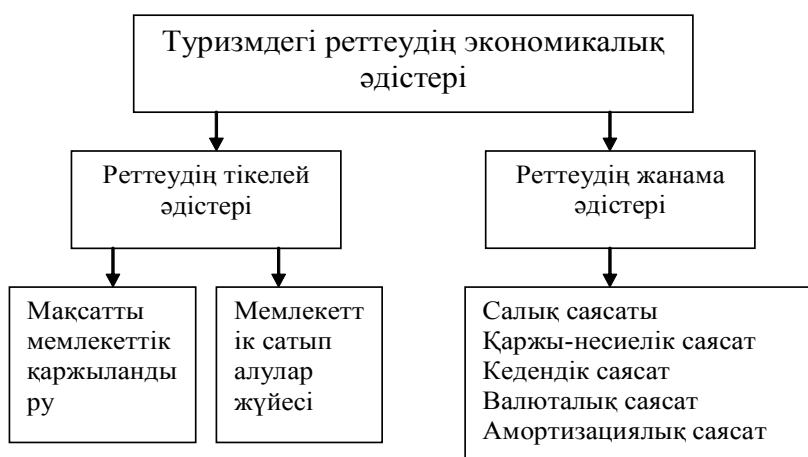 Туризмдегі реттеудің экономикалық
әдістері
Реттеудің тікелей
әдістері
Реттеудің жанама
әдістері
Мақсатты
мемлекеттік
қаржыланды
ру
Мемлекетт
ік сатып
алулар
жүйесі
Салық саясаты
Қаржы-несиелік саясат
Кедендік саясат
Валюталық саясат
Амортизациялық саясат